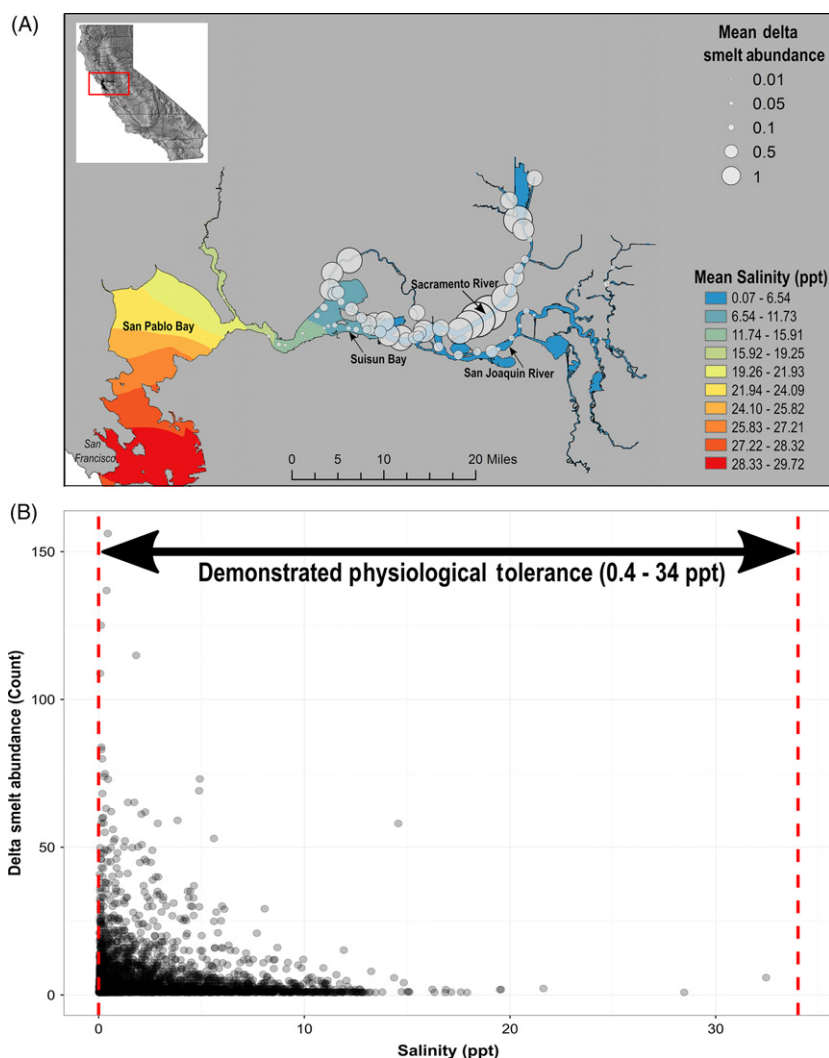 (A)
Mean delta
smelt abundance
0.01
0.05
0.1
0.5
1
Sacramento River
San Pablo Bay
Suisun Bay
San Joaquin River
San
Francisco
0 5 10 20 Miles
Mean Salinity (ppt)
0.07 - 6.54
6.54 - 11.73
11.74 - 15.91
15.92 - 19.25
19.26 - 21.93
21.94 - 24.09
24.10 - 25.82
25.83 - 27.21
27.22 - 28.32
28.33 - 29.72
(B)
Demonstrated physiological tolerance (0.4 - 34 ppt)
Delta smelt abundance (Count)
150
100
50
0
0 10 20 30
Salinity (ppt)